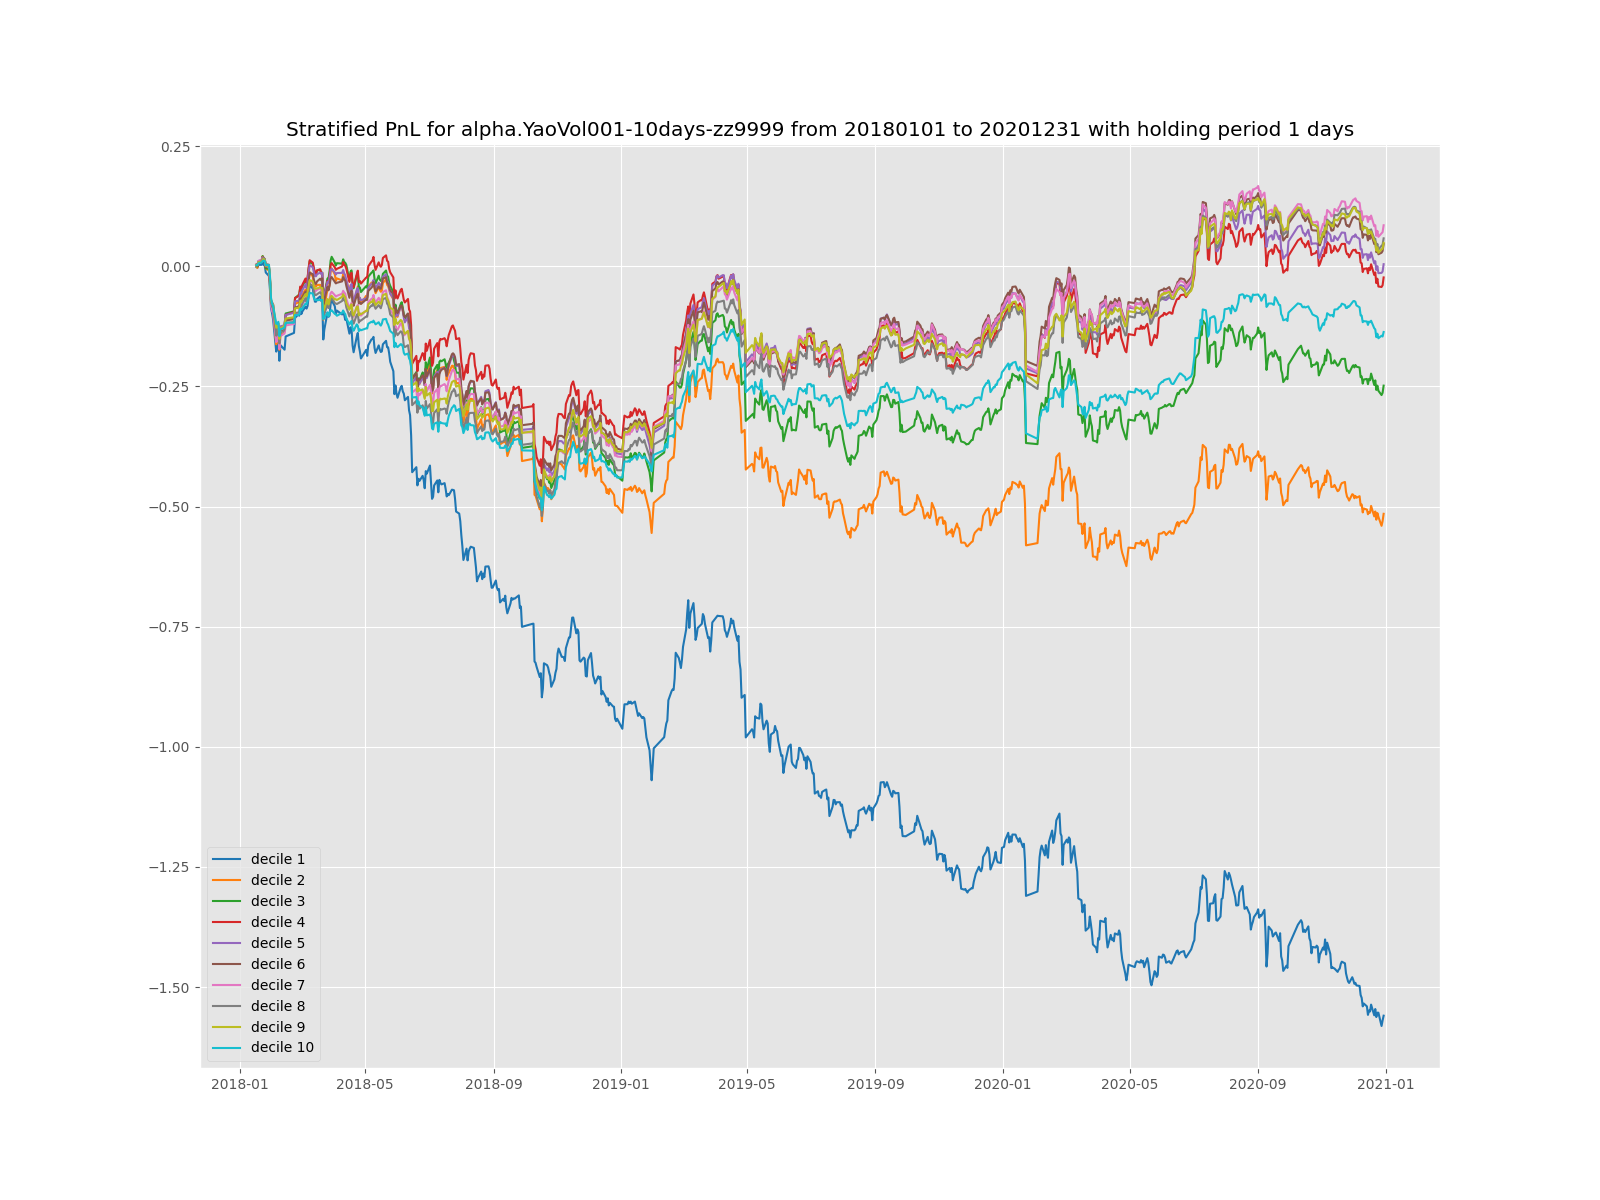 Stratified PnL for alpha.YaoVol001-10days-zz9999 from 20180101 to 20201231 with holding period 1 days
0.25
0.00
−0.25
−0.50
−0.75
−1.00
−1.25
−1.50
decile 1
decile 2
decile 3
decile 4
decile 5
decile 6
decile 7
decile 8
decile 9
decile 10
2018-01 2018-05 2018-09 2019-01 2019-05 2019-09 2020-01 2020-05 2020-09 2021-01